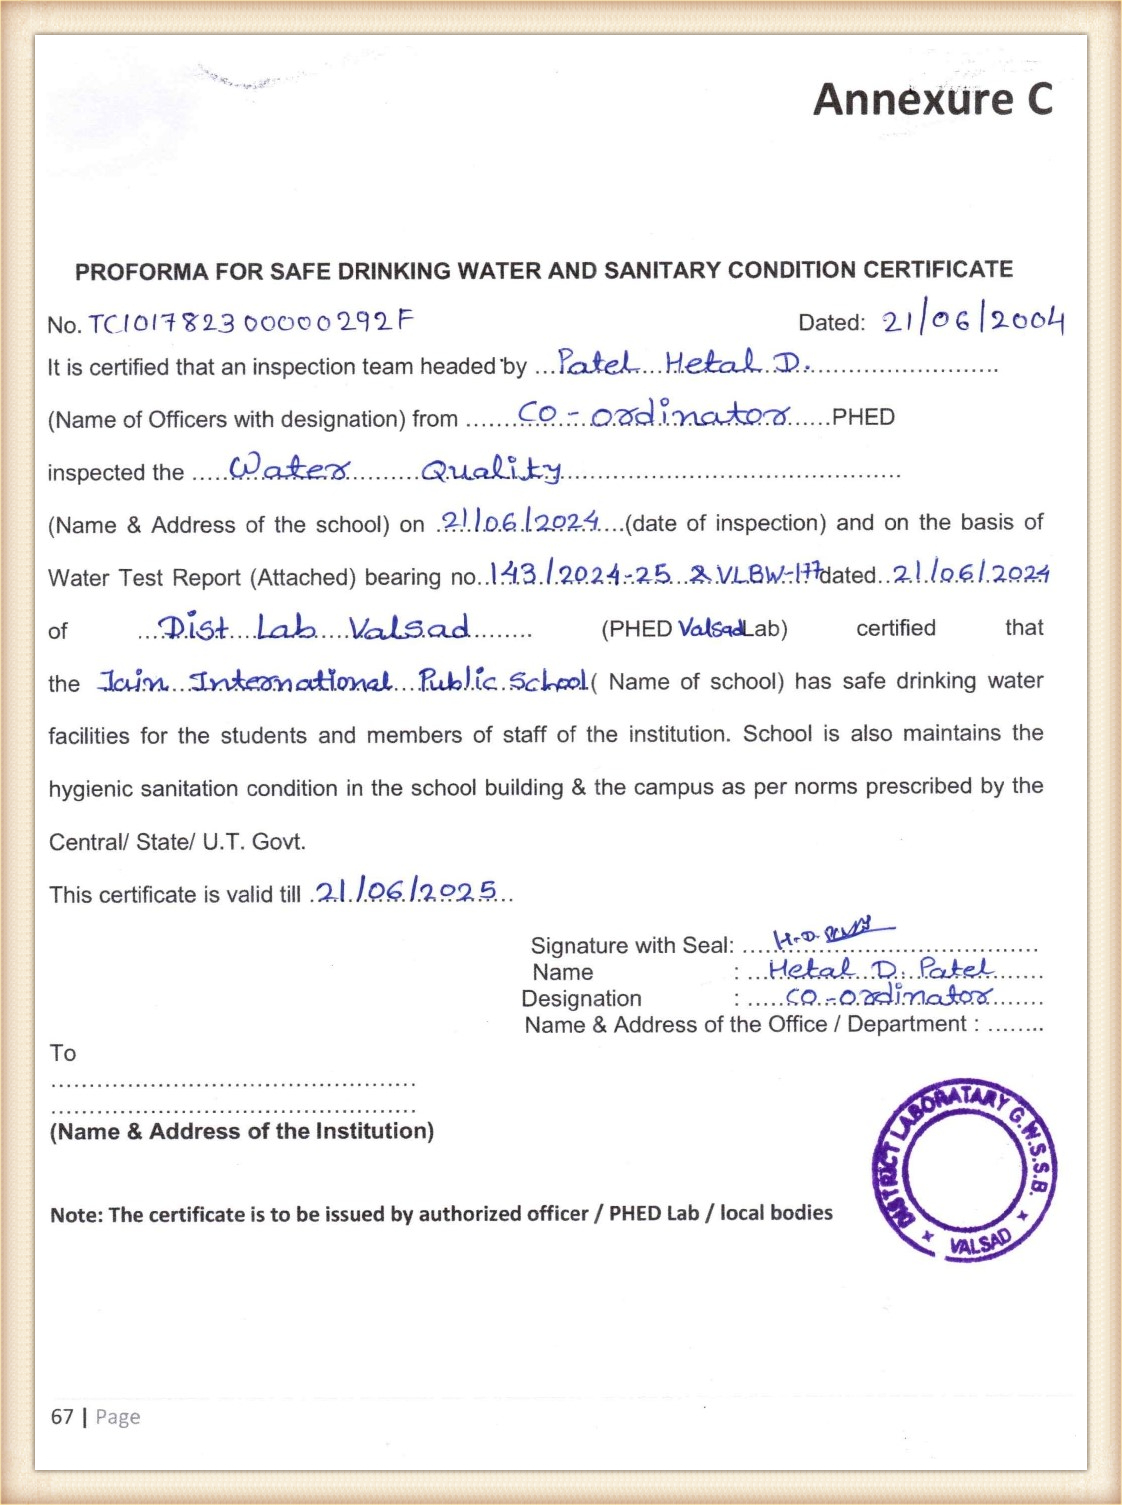 Annexure C
PROFORMA FOR SAFE DRINKING WATER AND SANITARY CONDITION CERTIFICATE
No. TC101782300000292F Dated: 21/06/2004
It is certified that an inspection team headed by ...Patel...Hetal.D...........................
(Name of Officers with designation) from .......Co-ordinator......PHED
inspected the .....Water..........Quality..............................................
(Name & Address of the school) on .21/06/2024...(date of inspection) and on the basis of
Water Test Report (Attached) bearing no..143/2024-25...& VLBW-177dated..21/06/2024
of ...Dist...Lab....Valsad........ (PHED ValsadLab) certified that
the Jain...International...Public.School( Name of school) has safe drinking water
facilities for the students and members of staff of the institution. School is also maintains the
hygienic sanitation condition in the school building & the campus as per norms prescribed by the
Central/ State/ U.T. Govt.
This certificate is valid till .21/06/2025...
Signature with Seal: ....H.D.....................................
Name : ...Hetal D. Patel.......
Designation : .....Co-ordinator.......
Name & Address of the Office / Department : ........
To
................................................
................................................
(Name & Address of the Institution)
DISTRICT LABORATARY G.W.S.S.B.
VALSAD
Note: The certificate is to be issued by authorized officer / PHED Lab / local bodies
67 | Page